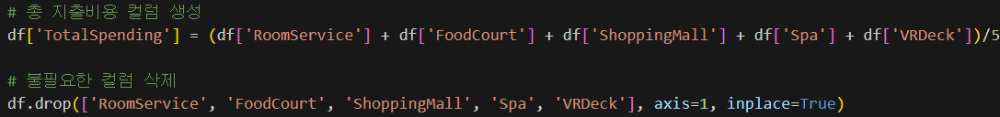 # 총 지출비용 컬럼 생성
df['TotalSpending'] = (df['RoomService'] + df['FoodCourt'] + df['ShoppingMall'] + df['Spa'] + df['VRDeck'])/5
# 불필요한 컬럼 삭제
df.drop(['RoomService', 'FoodCourt', 'ShoppingMall', 'Spa', 'VRDeck'], axis=1, inplace=True)